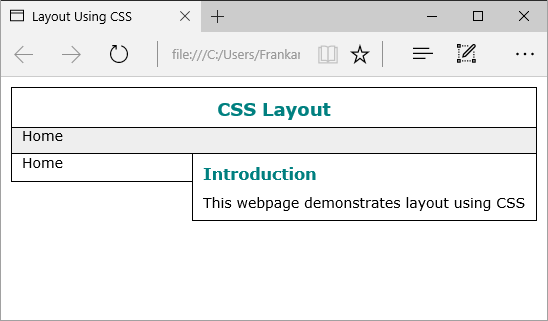 Layout Using CSS
file:///C:/Users/Frankar
CSS Layout
Home
Home
Introduction
This webpage demonstrates layout using CSS